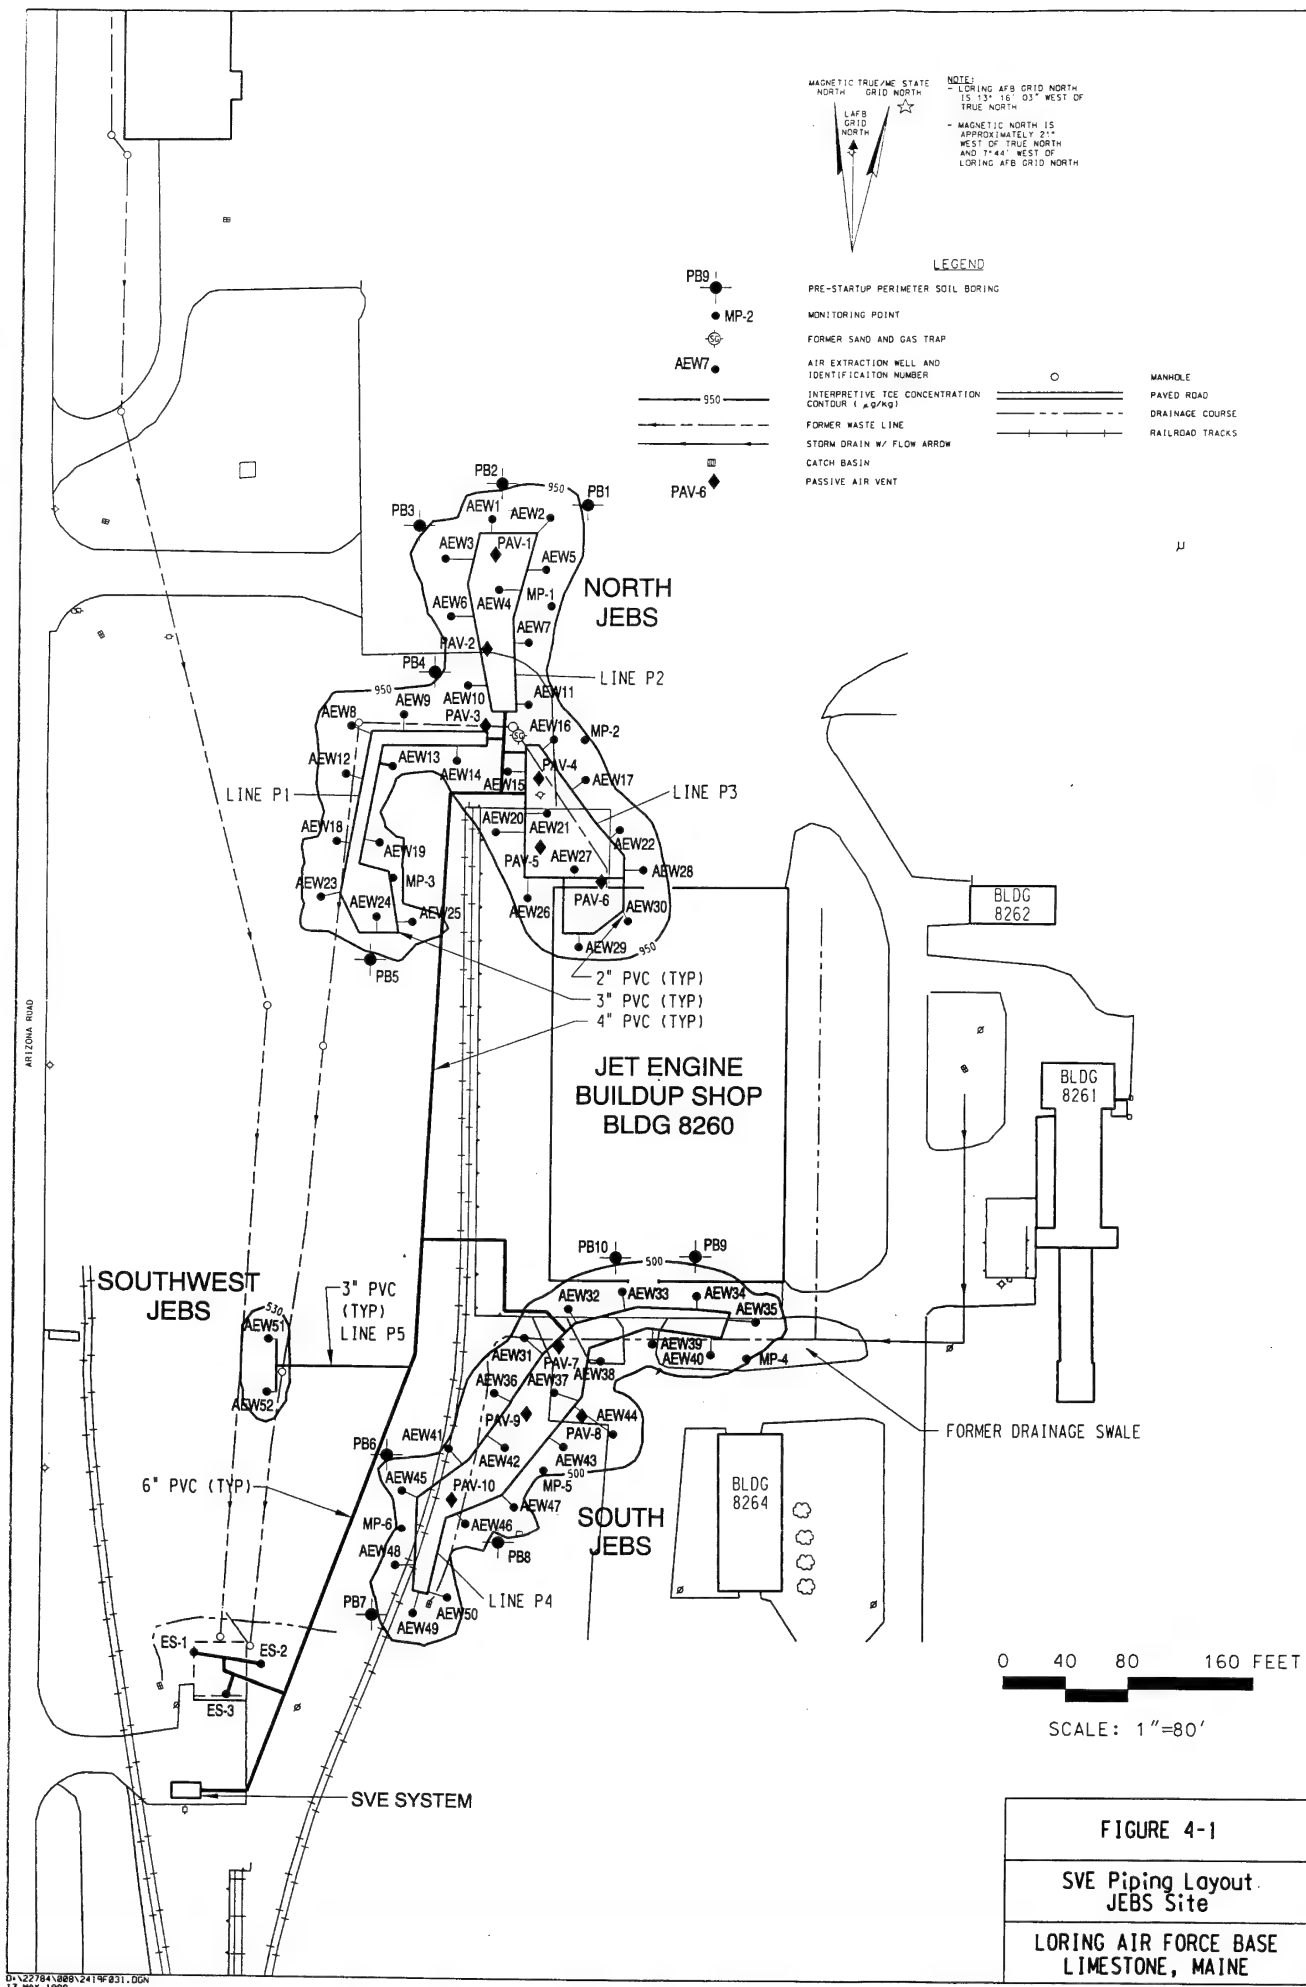 MAGNETIC TRUE/ME STATE
NORTH GRID NORTH
LAFB
GRID
NORTH
NOTE:
- LORING AFB GRID NORTH
IS 13° 16' 03" WEST OF
TRUE NORTH
- MAGNETIC NORTH IS
APPROXIMATELY 21°
WEST OF TRUE NORTH
AND 7°44' WEST OF
LORING AFB GRID NORTH
LEGEND
PB9
PRE-STARTUP PERIMETER SOIL BORING
MP-2
MONITORING POINT
SG
FORMER SAND AND GAS TRAP
AEW7
AIR EXTRACTION WELL AND
IDENTIFICAITON NUMBER
950
INTERPRETIVE TCE CONCENTRATION
CONTOUR ( µg/kg)
FORMER WASTE LINE
STORM DRAIN W/ FLOW ARROW
CATCH BASIN
PAV-6
PASSIVE AIR VENT
MANHOLE
PAVED ROAD
DRAINAGE COURSE
RAILROAD TRACKS
PB2
950
PB1
PB3
AEW1
AEW2
AEW3
PAV-1
AEW5
NORTH
JEBS
AEW4
MP-1
AEW6
AEW7
PAV-2
PB4
LINE P2
950
AEW10
AEW11
AEW9
AEW8
PAV-3
AEW16
SG
MP-2
AEW12
AEW13
AEW14
AEW15
PAV-4
AEW17
LINE P1
LINE P3
AEW18
AEW19
AEW20
AEW21
AEW22
PAV-5
AEW27
AEW28
MP-3
AEW23
AEW24
AEW25
AEW26
PAV-6
AEW30
AEW29
950
PB5
2" PVC (TYP)
3" PVC (TYP)
4" PVC (TYP)
BLDG
8262
ARIZONA ROAD
JET ENGINE
BUILDUP SHOP
BLDG 8260
BLDG
8261
PB10
PB9
500
SOUTHWEST
JEBS
3" PVC
(TYP)
LINE P5
530
AEW51
AEW52
AEW32
AEW33
AEW34
AEW35
AEW31
PAV-7
AEW38
AEW39
AEW40
MP-4
AEW36
AEW37
PAV-9
PAV-8
AEW44
FORMER DRAINAGE SWALE
PB6
AEW41
AEW42
AEW43
500
MP-5
6" PVC (TYP)
AEW45
PAV-10
AEW47
BLDG
8264
MP-6
AEW46
SOUTH
JEBS
PB8
AEW48
LINE P4
PB7
AEW50
AEW49
ES-1
ES-2
ES-3
SVE SYSTEM
0 40 80 160 FEET
SCALE: 1"=80'
FIGURE 4-1
SVE Piping Layout
JEBS Site
LORING AIR FORCE BASE
LIMESTONE, MAINE
D:\22784\008\2419F031.DGN